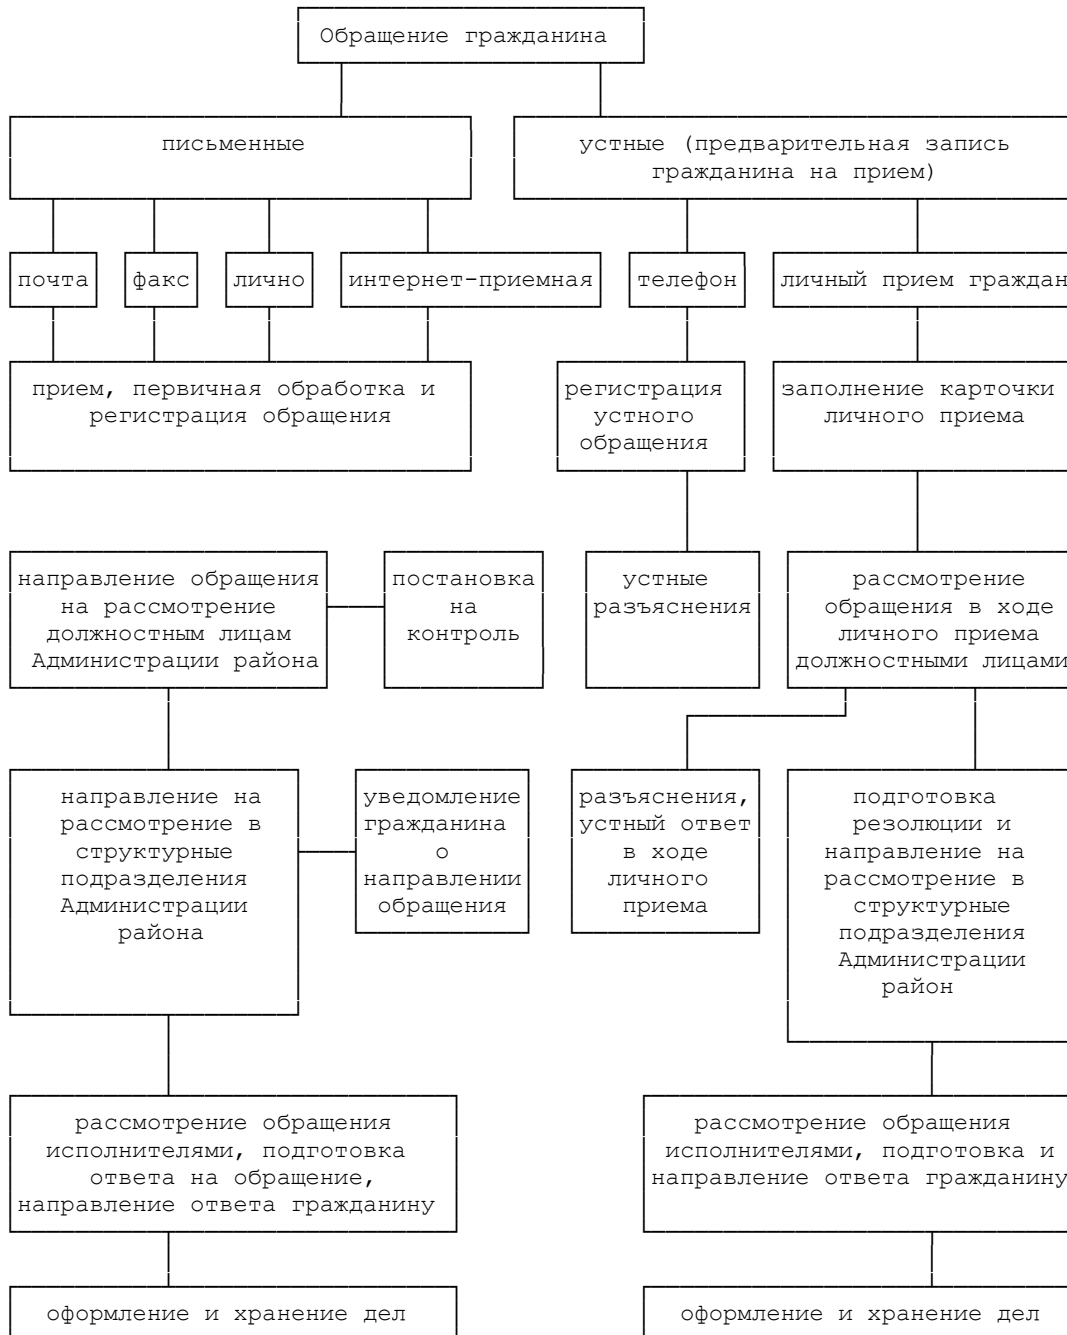 Обращение гражданина
письменные
устные (предварительная запись
гражданина на прием)
почта
факс
лично
интернет-приемная
телефон
личный прием граждан
прием, первичная обработка и
регистрация обращения
регистрация
устного
обращения
заполнение карточки
личного приема
направление обращения
на рассмотрение
должностным лицам
Администрации района
постановка
на
контроль
устные
разъяснения
рассмотрение
обращения в ходе
личного приема
должностными лицами
направление на
рассмотрение в
структурные
подразделения
Администрации
района
уведомление
гражданина
о
направлении
обращения
разъяснения,
устный ответ
в ходе
личного
приема
подготовка
резолюции и
направление на
рассмотрение в
структурные
подразделения
Администрации
район
рассмотрение обращения
исполнителями, подготовка
ответа на обращение,
направление ответа гражданину
рассмотрение обращения
исполнителями, подготовка и
направление ответа гражданину
оформление и хранение дел
оформление и хранение дел